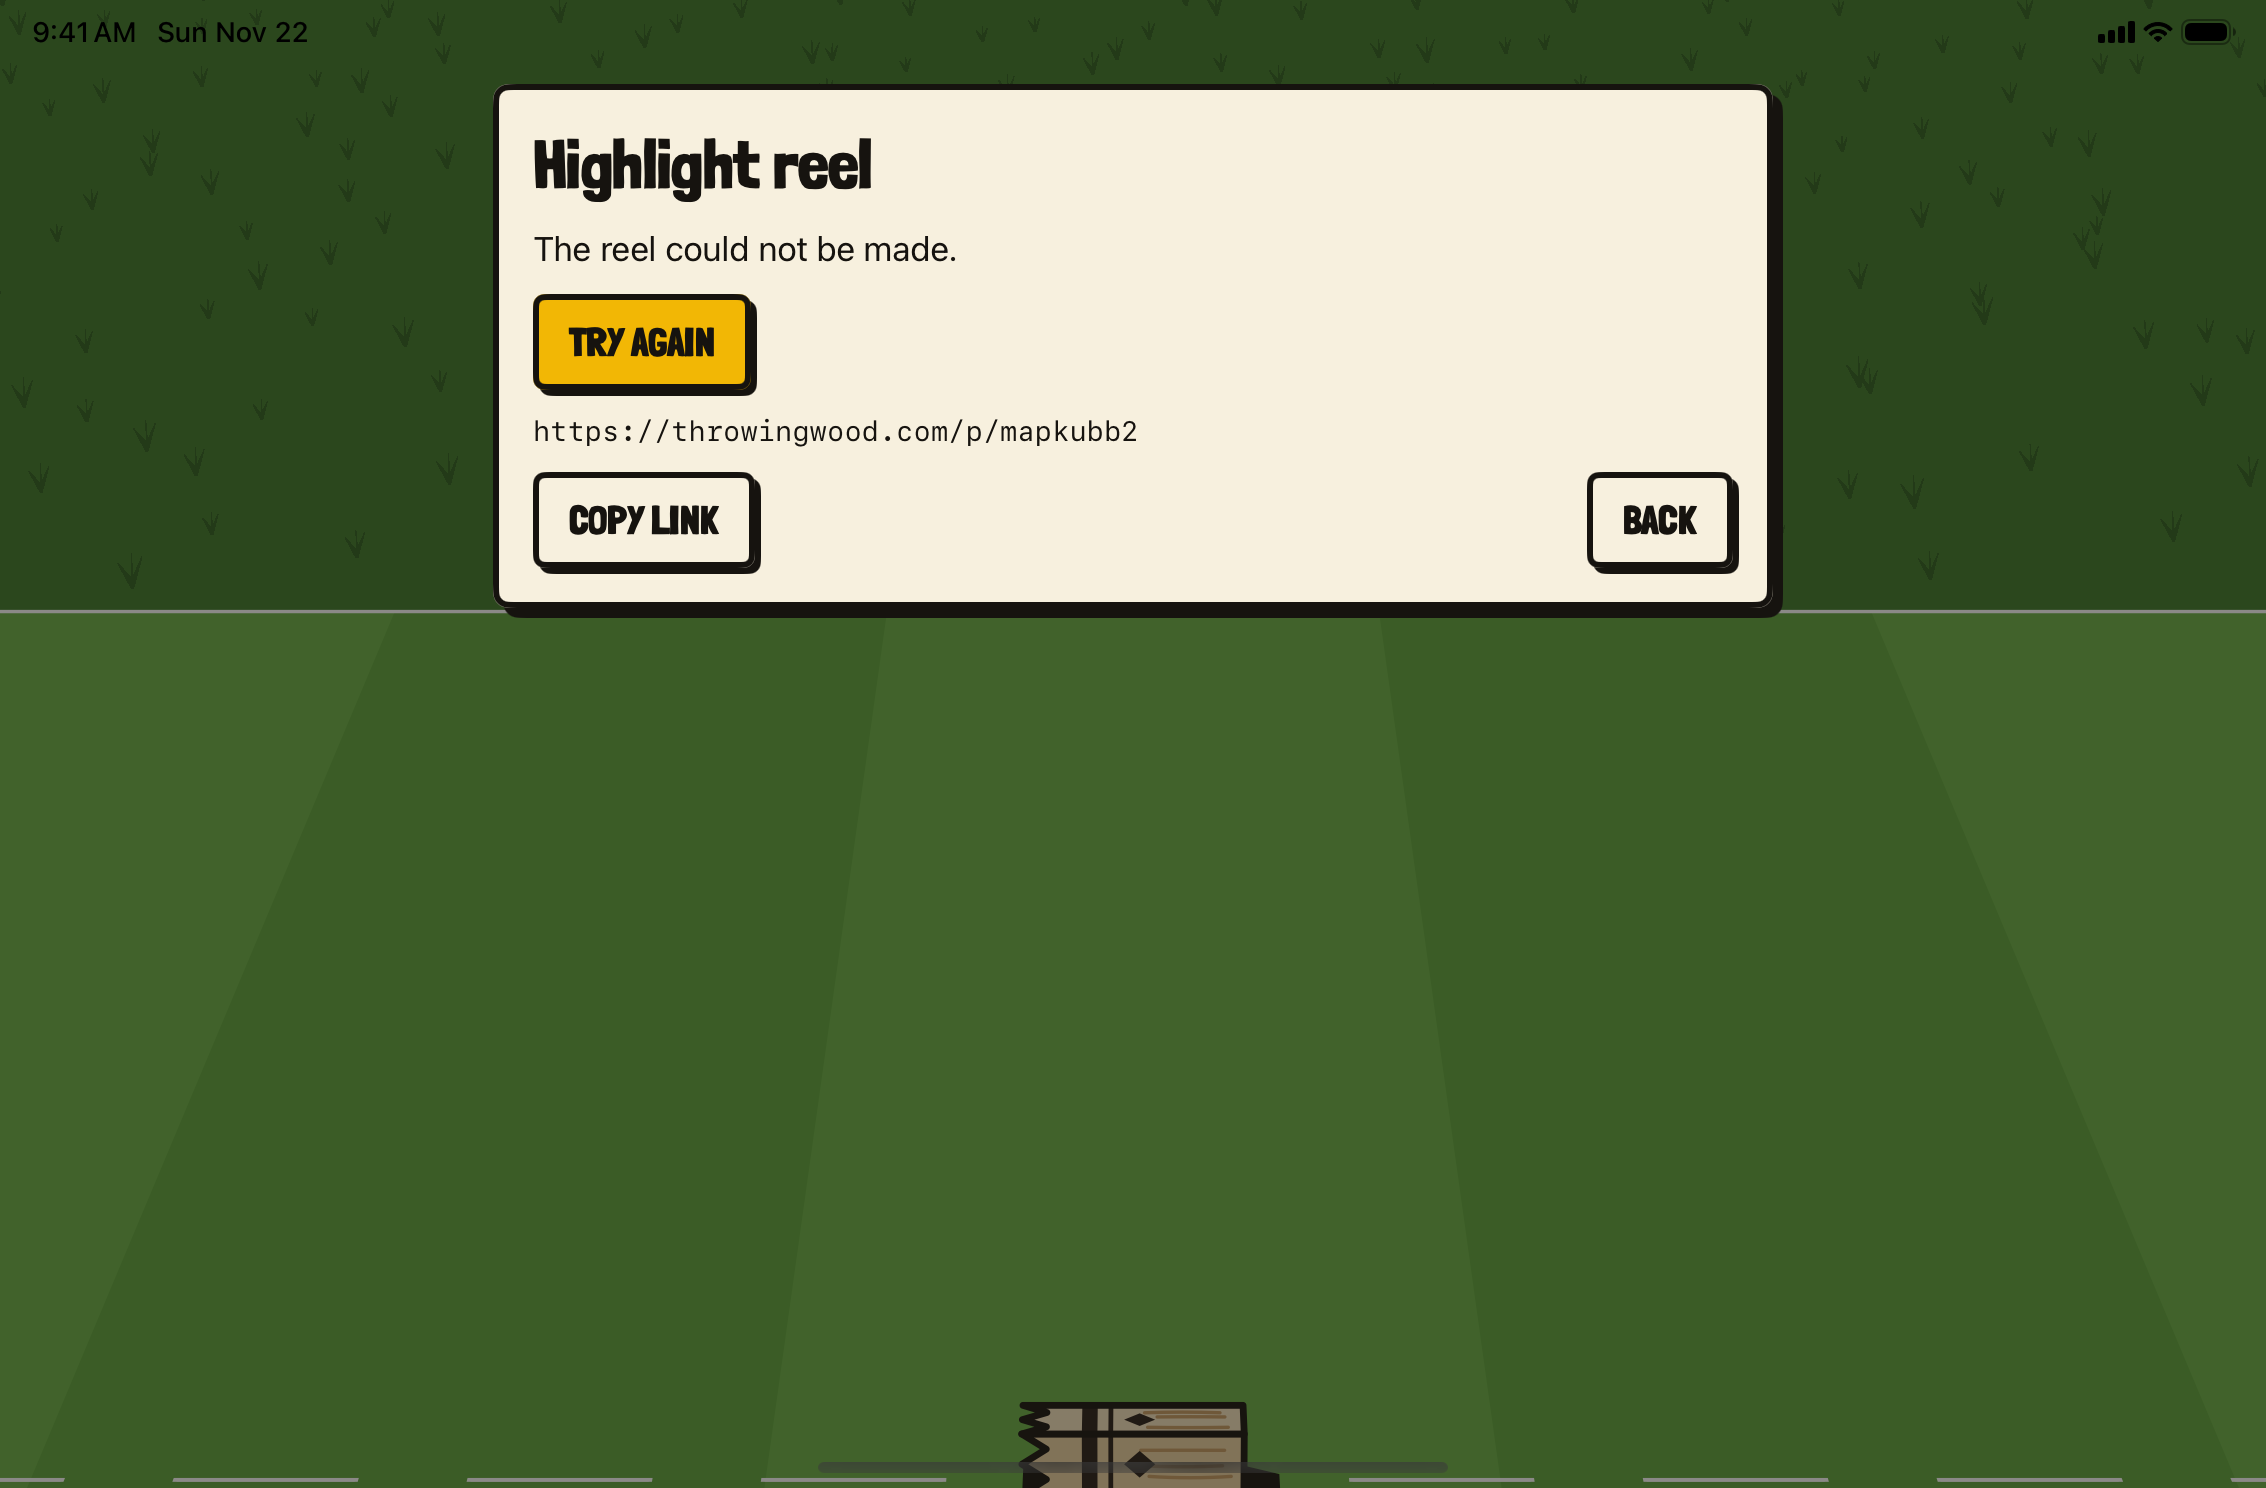 9:41 AM Sun Nov 22
Highlight reel
The reel could not be made.
TRY AGAIN
https://throwingwood.com/p/mapkubb2
COPY LINK
BACK